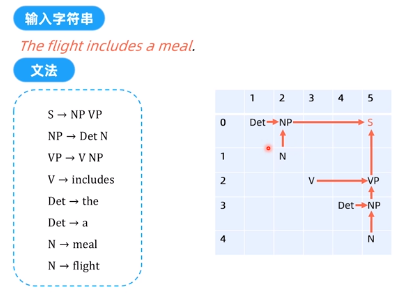 输入字符串
The flight includes a meal.
文法
S → NP VP
NP → Det N
VP → V NP
V → includes
Det → the
Det → a
N → meal
N → flight
1 2 3 4 5
0 Det NP S
1 N
2 V VP
3 Det NP
4 N